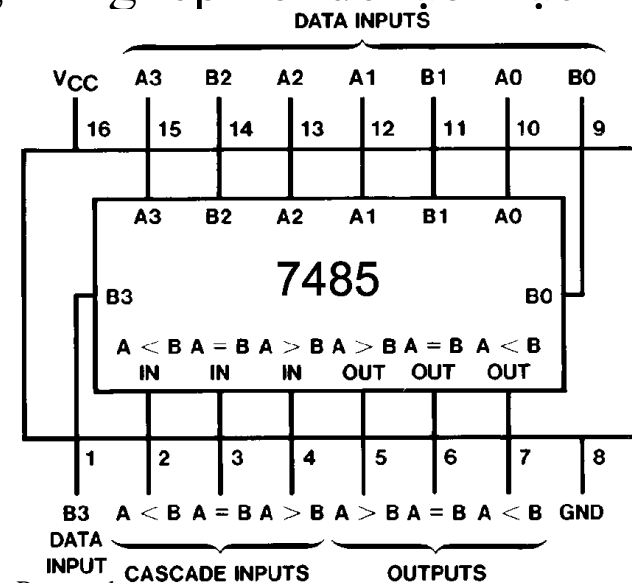 DATA INPUTS
VCC A3 B2 A2 A1 B1 A0 B0
16 15 14 13 12 11 10 9
A3 B2 A2 A1 B1 A0
7485
B3 B0
A < B A = B A > B A > B A = B A < B
IN IN IN OUT OUT OUT
1 2 3 4 5 6 7 8
B3 A < B A = B A > B A > B A = B A < B GND
DATA
INPUT CASCADE INPUTS OUTPUTS